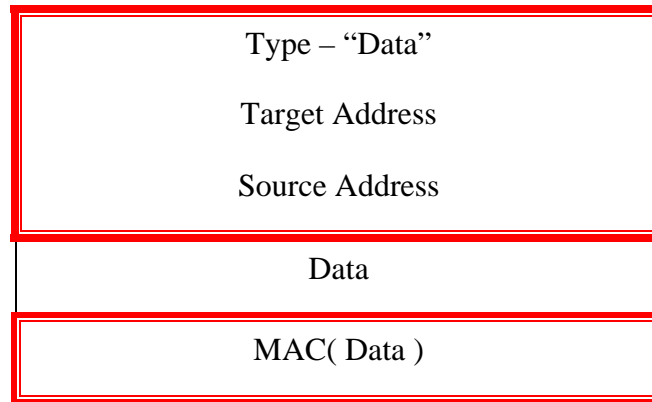 Type – “Data”
Target Address
Source Address
Data
MAC( Data )